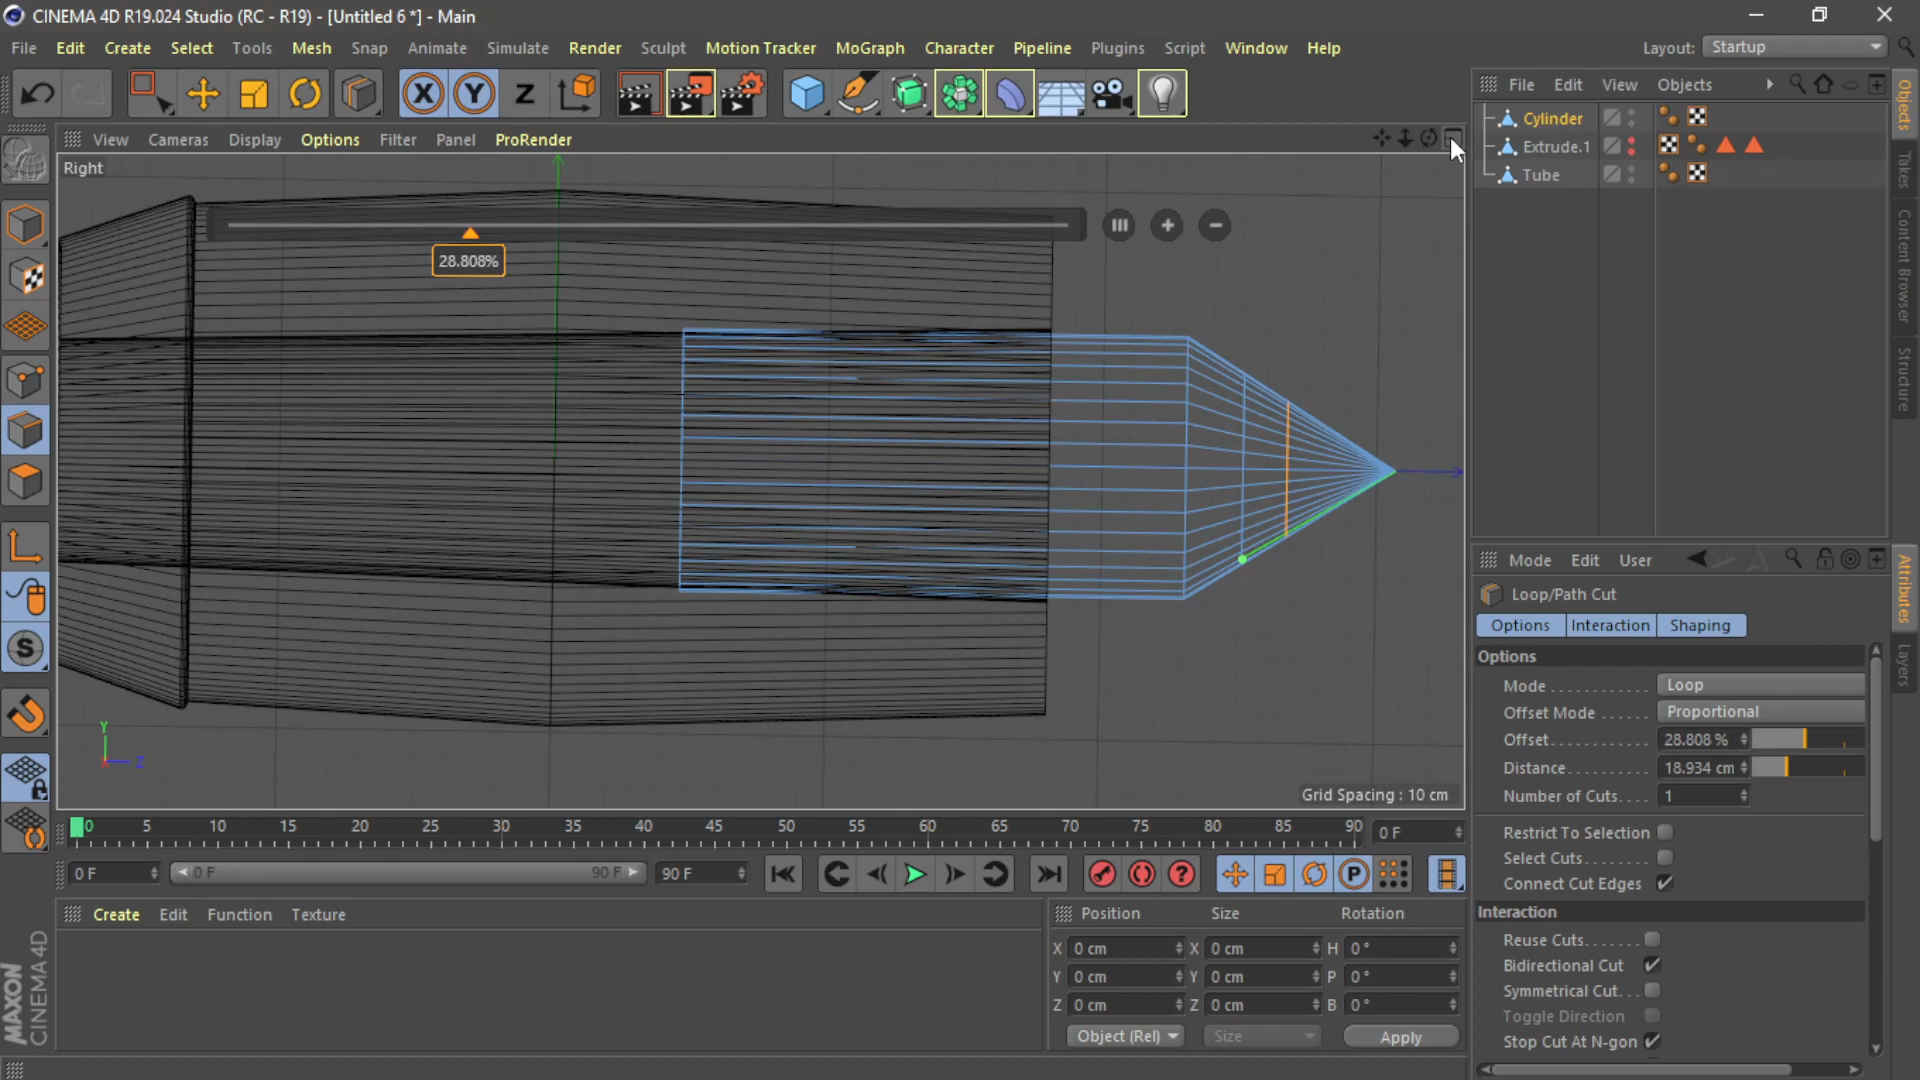 CINEMA 4D R19.024 Studio (RC - R19) - [Untitled 6 *] - Main
File Edit Create Select Tools Mesh Snap Animate Simulate Render Sculpt Motion Tracker MoGraph Character Pipeline Plugins Script Window Help
Layout: Startup
X Y Z
File Edit View Objects
View Cameras Display Options Filter Panel ProRender
Right
Cylinder
Extrude.1
Tube
Objects
Takes
Content Browser
Structure
28.808%
Y
X Z
Grid Spacing : 10 cm
Mode Edit User
Loop/Path Cut
Options Interaction Shaping
Options
Mode . . . . . . . . . . . Loop
Offset Mode . . . . . . Proportional
Offset. . . . . . . . . . . . 28.808 %
Distance. . . . . . . . . . 18.934 cm
Number of Cuts. . . . 1
Restrict To Selection
Select Cuts. . . . . . . .
Connect Cut Edges
Interaction
Reuse Cuts. . . . . . .
Bidirectional Cut
Symmetrical Cut. . .
Toggle Direction
Stop Cut At N-gon
Attributes
Layers
0 5 10 15 20 25 30 35 40 45 50 55 60 65 70 75 80 85 90 0 F
0 F 0 F 90 F 90 F
P
Create Edit Function Texture
Position Size Rotation
X 0 cm X 0 cm H 0 °
Y 0 cm Y 0 cm P 0 °
Z 0 cm Z 0 cm B 0 °
Object (Rel) Size Apply
MAXON
CINEMA 4D